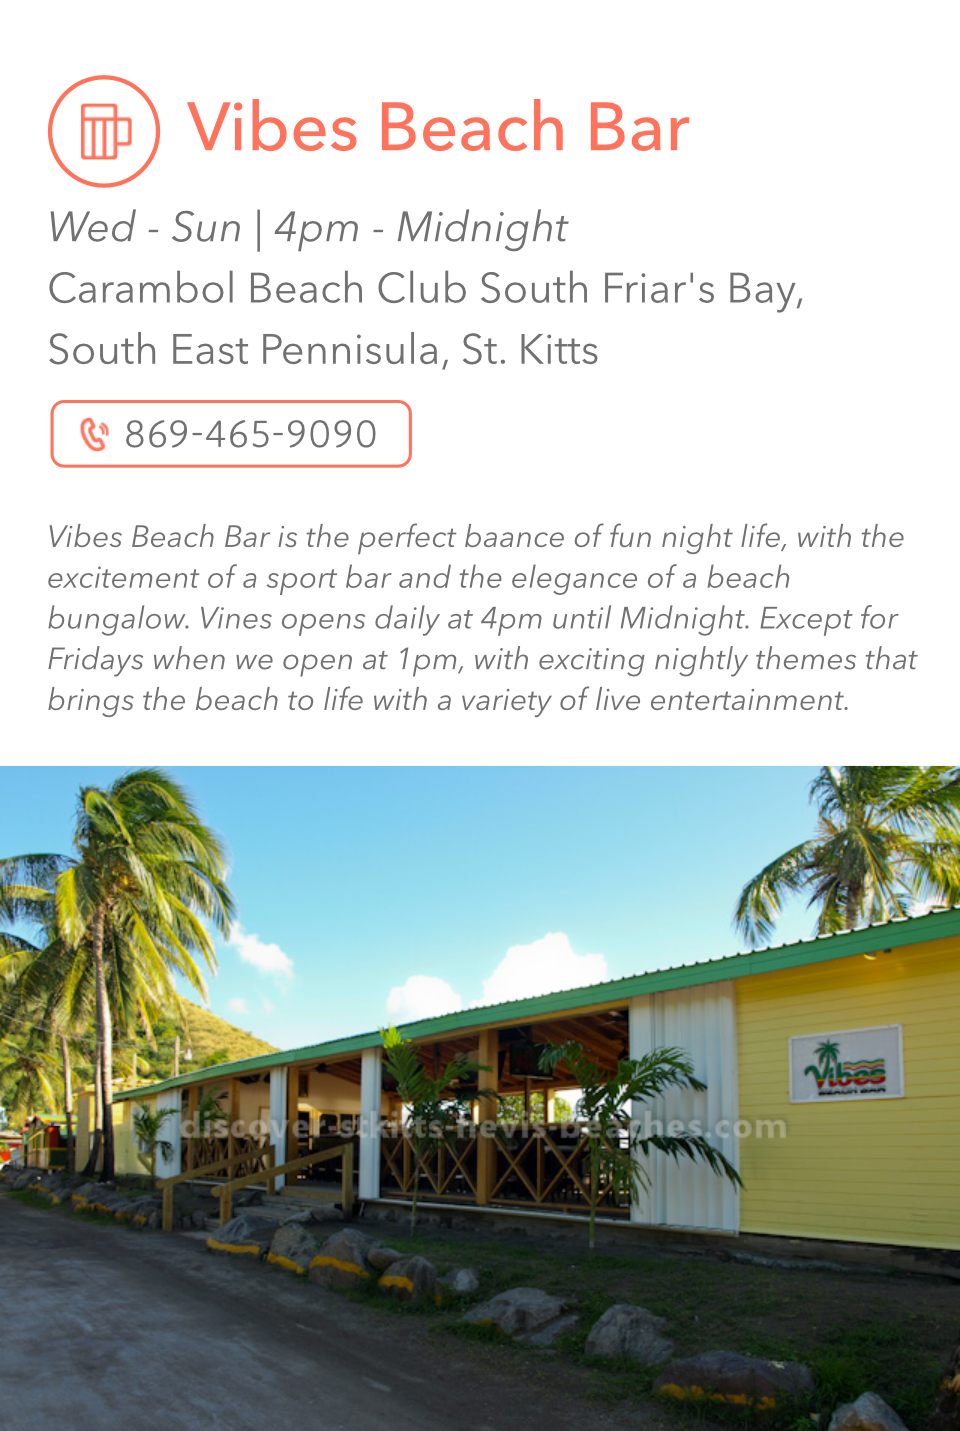 Vibes Beach Bar
Wed - Sun | 4pm - Midnight
Carambol Beach Club South Friar's Bay,
South East Pennisula, St. Kitts
869-465-9090
Vibes Beach Bar is the perfect baance of fun night life, with the
excitement of a sport bar and the elegance of a beach
bungalow. Vines opens daily at 4pm until Midnight. Except for
Fridays when we open at 1pm, with exciting nightly themes that
brings the beach to life with a variety of live entertainment.
Vibes
BEACH BAR
discover-stkitts-nevis-beaches.com